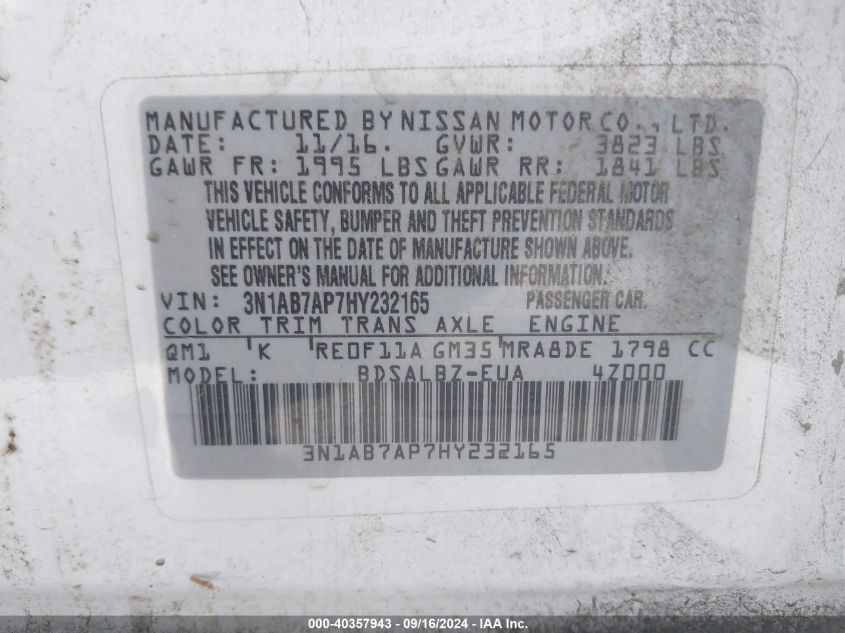 MANUFACTURED BY NISSAN MOTOR CO., LTD.
DATE: 11/16. GVWR: 3823 LBS
GAWR FR: 1995 LBS GAWR RR: 1841 LBS
THIS VEHICLE CONFORMS TO ALL APPLICABLE FEDERAL MOTOR
VEHICLE SAFETY, BUMPER AND THEFT PREVENTION STANDARDS
IN EFFECT ON THE DATE OF MANUFACTURE SHOWN ABOVE.
SEE OWNER'S MANUAL FOR ADDITIONAL INFORMATION.
VIN: 3N1AB7AP7HY232165 PASSENGER CAR.
COLOR TRIM TRANS AXLE ENGINE
QM1 K RE0F11A GM35 MRA8DE 1798 CC
MODEL: BDSALBZ-EUA 4Z000
3N1AB7AP7HY232165
000-40357943 - 09/16/2024 - IAA Inc.